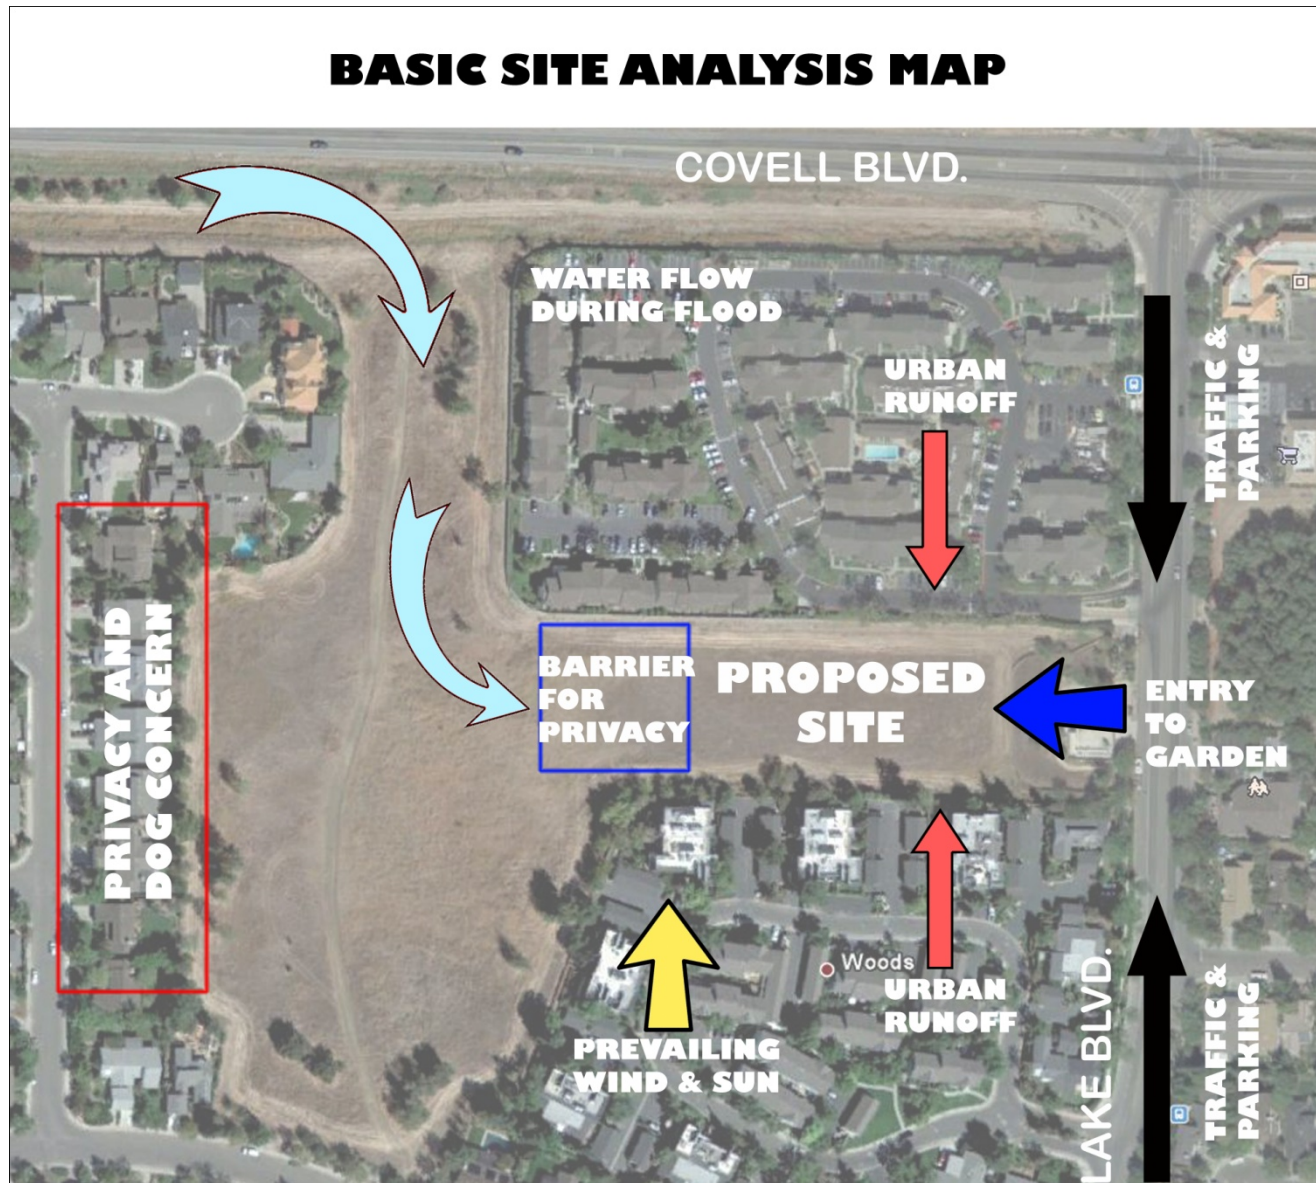 BASIC SITE ANALYSIS MAP
COVELL BLVD.
WATER FLOW
DURING FLOOD
URBAN
RUNOFF
TRAFFIC &
PARKING
PRIVACY AND
DOG CONCERN
BARRIER
FOR
PRIVACY
PROPOSED
SITE
ENTRY
TO
GARDEN
Woods
URBAN
RUNOFF
PREVAILING
WIND & SUN
LAKE BLVD.
TRAFFIC &
PARKING